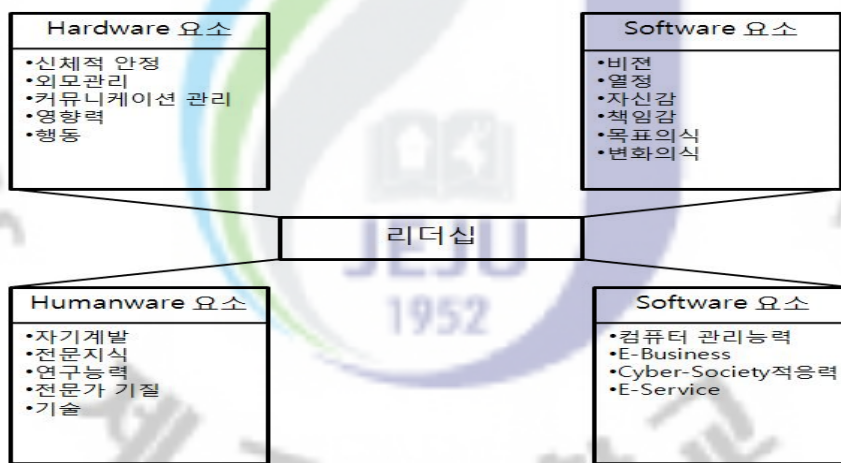 Hardware 요소
•신체적 안정
•외모관리
•커뮤니케이션 관리
•영향력
•행동
Software 요소
•비젼
•열정
•자신감
•책임감
•목표의식
•변화의식
리더십
JEJU
1952
Humanware 요소
•자기계발
•전문지식
•연구능력
•전문가 기질
•기술
Software 요소
•컴퓨터 관리능력
•E-Business
•Cyber-Society적응력
•E-Service